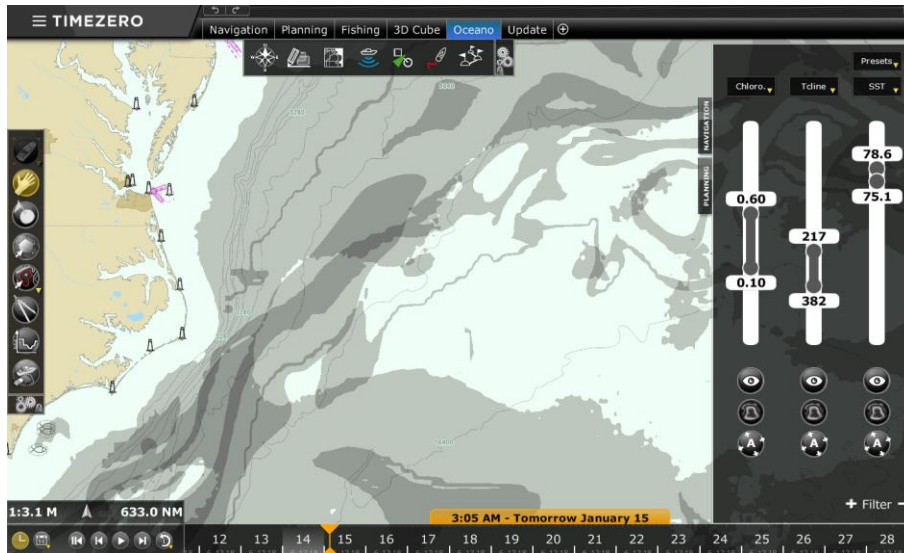 TIMEZERO
Navigation Planning Fishing 3D Cube Oceano Update
Presets
Chloro. Tcline SST
NAVIGATION
PLANNING
78.6
75.1
0.60
0.10
217
382
A A A
+ Filter -
1:3.1 M 633.0 NM
3:05 AM - Tomorrow January 15
12 13 14 15 16 17 18 19 20 21 22 23 24 25 26 27 28